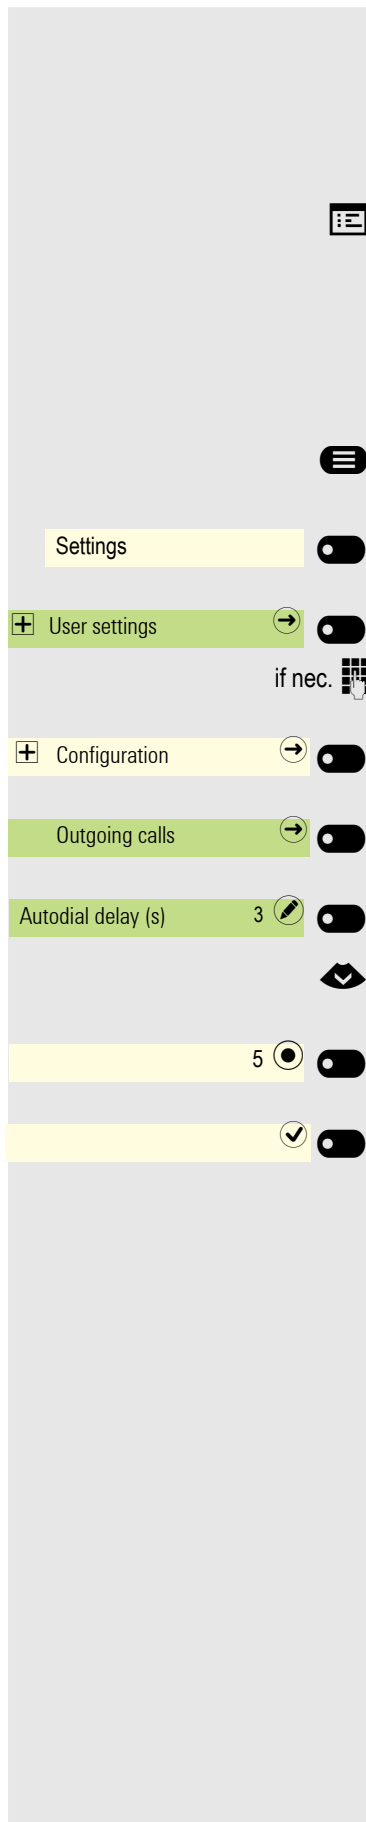 Settings
User settings
if nec.
Configuration
Outgoing calls
Autodial delay (s) 3
5